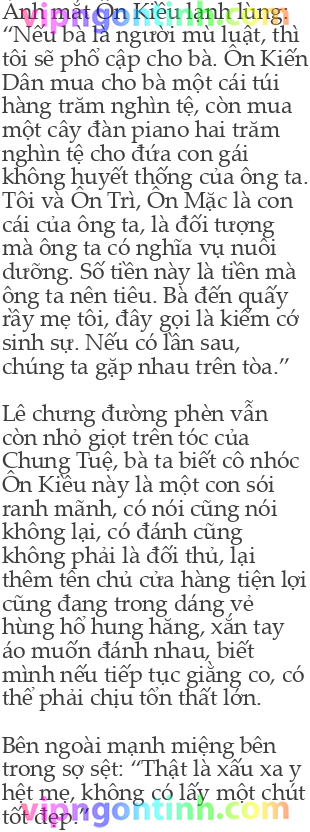 Ánh mắt Ôn Kiều lạnh lùng:
“Nếu bà là người mù luật, thì
tôi sẽ phổ cập cho bà. Ôn Kiến
Dân mua cho bà một cái túi
hàng trăm nghìn tệ, còn mua
một cây đàn piano hai trăm
nghìn tệ cho đứa con gái
không huyết thống của ông ta.
Tôi và Ôn Trì, Ôn Mặc là con
cái của ông ta, là đối tượng
mà ông ta có nghĩa vụ nuôi
dưỡng. Số tiền này là tiền mà
ông ta nên tiêu. Bà đến quấy
rầy mẹ tôi, đây gọi là kiếm cớ
sinh sự. Nếu có lần sau,
chúng ta gặp nhau trên tòa.”
Lê chưng đường phèn vẫn
còn nhỏ giọt trên tóc của
Chung Tuệ, bà ta biết cô nhóc
Ôn Kiều này là một con sói
ranh mãnh, có nói cũng nói
không lại, có đánh cũng
không phải là đối thủ, lại
thêm tên chủ cửa hàng tiện lợi
cũng đang trong dáng vẻ
hùng hổ hung hăng, xắn tay
áo muốn đánh nhau, biết
mình nếu tiếp tục giằng co, có
thể phải chịu tổn thất lớn.
Bên ngoài mạnh miệng bên
trong sợ sệt: “Thật là xấu xa y
hệt mẹ, không có lấy một chút
tốt đẹp.”
vipngontinh.com
vipngontinh.com
vipngontinh.com